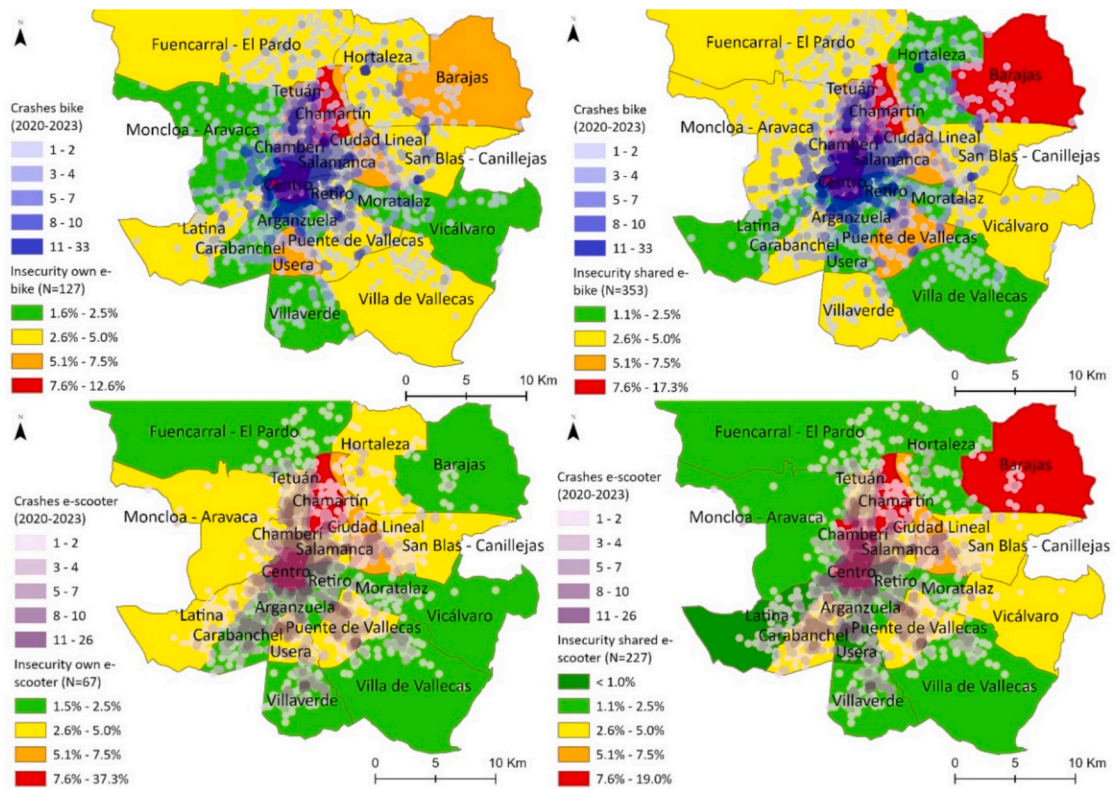 N
Fuencarral - El Pardo
Hortaleza
Barajas
Tetuán
Chamartín
Crashes bike
(2020-2023)
1 - 2
3 - 4
5 - 7
8 - 10
11 - 33
Moncloa - Aravaca
Ciudad Lineal
Chamberí
Salamanca
San Blas - Canillejas
Centro
Retiro
Moratalaz
Arganzuela
Latina
Vicálvaro
Carabanchel
Puente de Vallecas
Usera
Villa de Vallecas
Villaverde
Insecurity own e-
bike (N=127)
1.6% - 2.5%
2.6% - 5.0%
5.1% - 7.5%
7.6% - 12.6%
0 5 10 Km
N
Fuencarral - El Pardo
Hortaleza
Barajas
Tetuán
Chamartín
Crashes bike
(2020-2023)
1 - 2
3 - 4
5 - 7
8 - 10
11 - 33
Moncloa - Aravaca
Ciudad Lineal
Chamberí
Salamanca
San Blas - Canillejas
Centro
Retiro
Moratalaz
Arganzuela
Latina
Vicálvaro
Carabanchel
Puente de Vallecas
Usera
Villa de Vallecas
Villaverde
Insecurity shared e-
bike (N=353)
1.1% - 2.5%
2.6% - 5.0%
5.1% - 7.5%
7.6% - 17.3%
0 5 10 Km
N
Fuencarral - El Pardo
Hortaleza
Barajas
Tetuán
Chamartín
Crashes e-scooter
(2020-2023)
1 - 2
3 - 4
5 - 7
8 - 10
11 - 26
Moncloa - Aravaca
Ciudad Lineal
Chamberí
Salamanca
San Blas - Canillejas
Centro
Retiro
Moratalaz
Arganzuela
Latina
Vicálvaro
Carabanchel
Puente de Vallecas
Usera
Villa de Vallecas
Villaverde
Insecurity own e-
scooter (N=67)
1.5% - 2.5%
2.6% - 5.0%
5.1% - 7.5%
7.6% - 37.3%
0 5 10 Km
N
Fuencarral - El Pardo
Hortaleza
Barajas
Tetuán
Chamartín
Crashes e-scooter
(2020-2023)
1 - 2
3 - 4
5 - 7
8 - 10
11 - 26
Moncloa - Aravaca
Ciudad Lineal
Chamberí
Salamanca
San Blas - Canillejas
Centro
Retiro
Moratalaz
Arganzuela
Latina
Vicálvaro
Carabanchel
Puente de Vallecas
Usera
Villa de Vallecas
Villaverde
Insecurity shared e-
scooter (N=227)
< 1.0%
1.1% - 2.5%
2.6% - 5.0%
5.1% - 7.5%
7.6% - 19.0%
0 5 10 Km